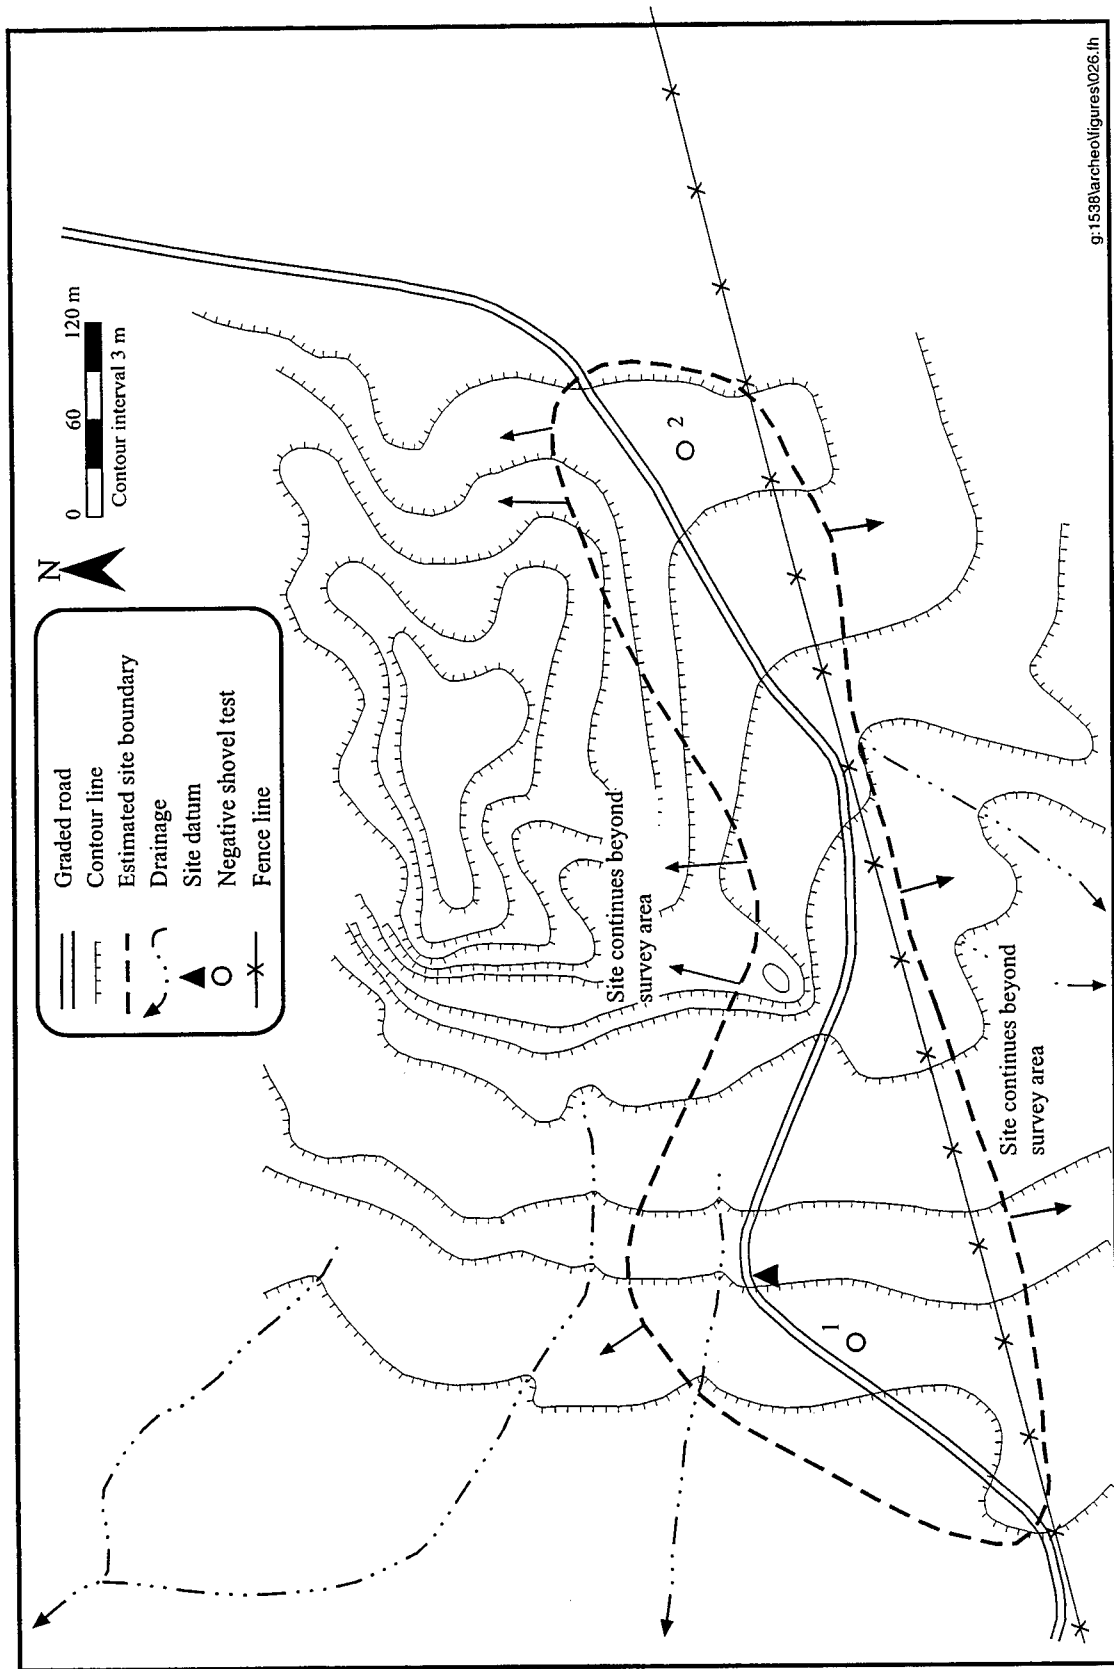 Graded road
Contour line
Estimated site boundary
Drainage
Site datum
Negative shovel test
Fence line
N
0 60 120 m
Contour interval 3 m
Site continues beyond
survey area
2
1
Site continues beyond
survey area
g:1538\archeo\figures\026.fh